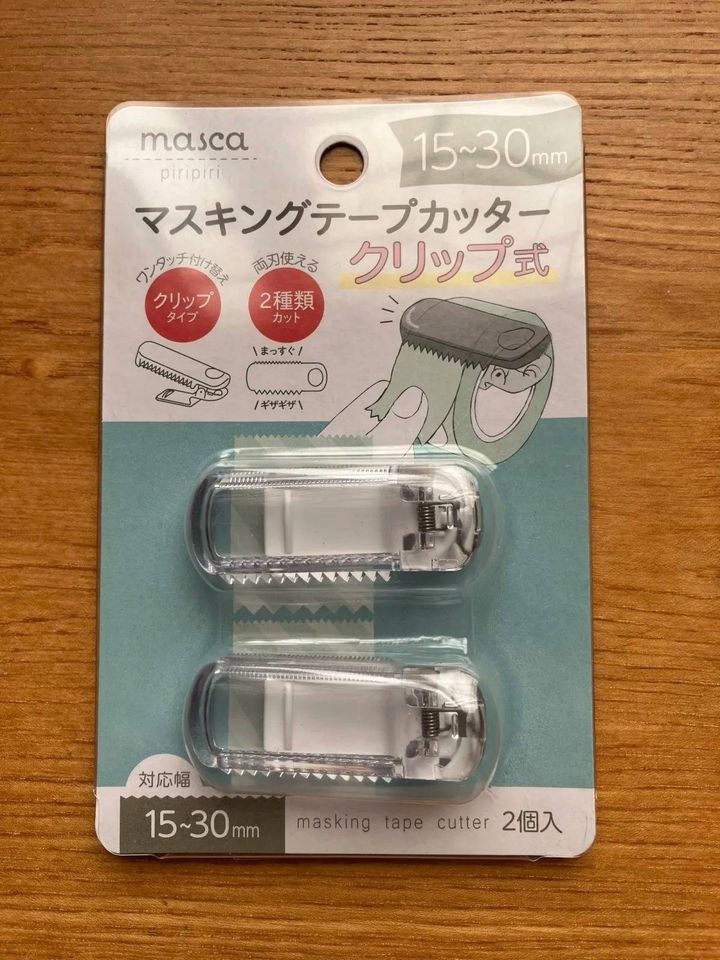 masca
piripiri
15~30mm
マスキングテープカッター
クリップ式
ワンタッチ付け替え
クリップ
タイプ
両刃使える
2種類
カット
\ まっすぐ /
/ ギザギザ \
対応幅
15~30mm
masking tape cutter 2個入